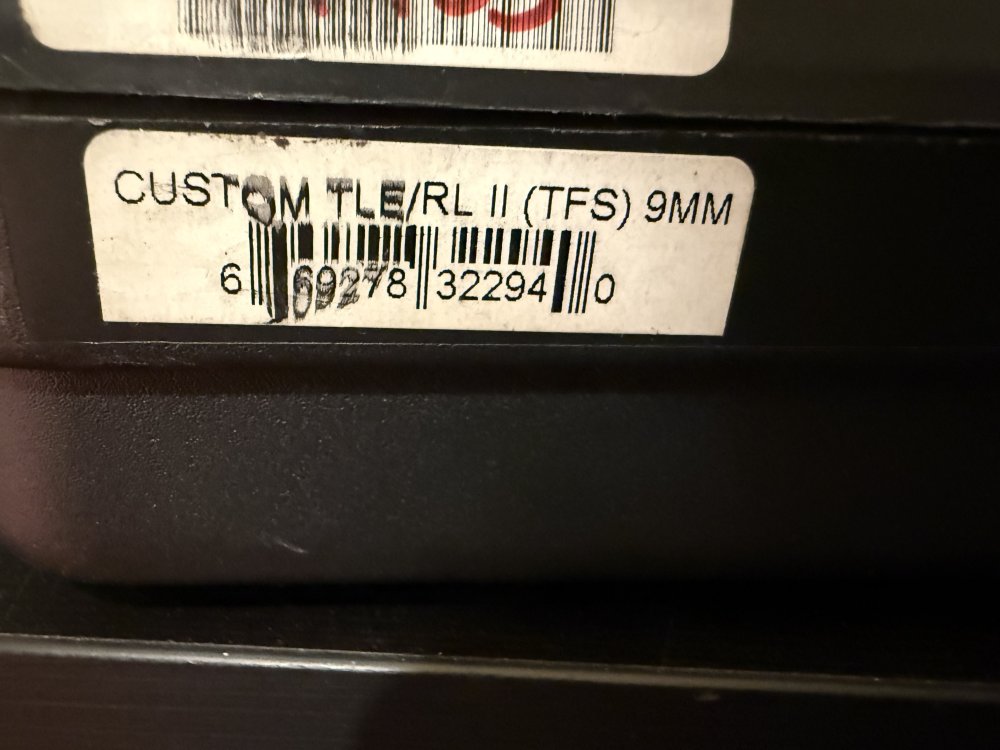 CUSTOM TLE/RL II (TFS) 9MM
6 69278 32294 0